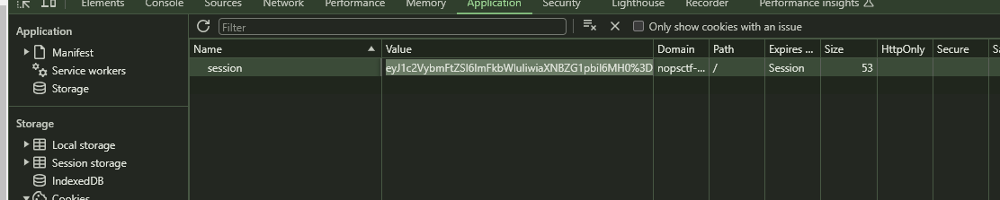 Elements Console Sources Network Performance Memory Application Security Lighthouse Recorder Performance insights
Application
Manifest
Service workers
Storage
Storage
Local storage
Session storage
IndexedDB
Cookies
Filter Only show cookies with an issue
Name Value Domain Path Expires ... Size HttpOnly Secure Sa
session eyJ1c2VybmFtZSI6ImFkbWluIiwiaXNBZG1pbiI6MH0%3D nopsctf-... / Session 53